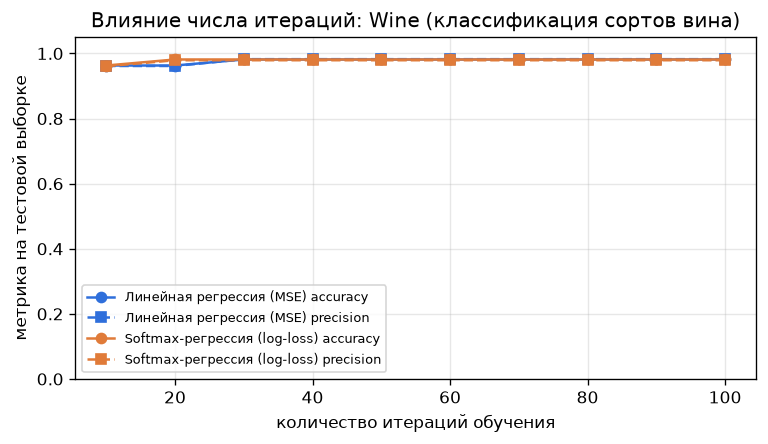 Влияние числа итераций: Wine (классификация сортов вина)
метрика на тестовой выборке
1.0
0.8
0.6
0.4
0.2
0.0
Линейная регрессия (MSE) accuracy
Линейная регрессия (MSE) precision
Softmax-регрессия (log-loss) accuracy
Softmax-регрессия (log-loss) precision
20 40 60 80 100
количество итераций обучения